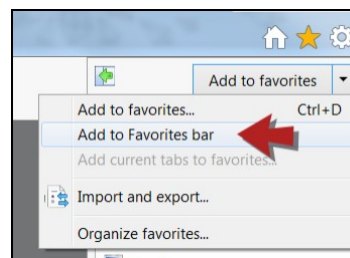 Add to favorites
Add to favorites... Ctrl+D
Add to Favorites bar
Add current tabs to favorites...
Import and export...
Organize favorites...